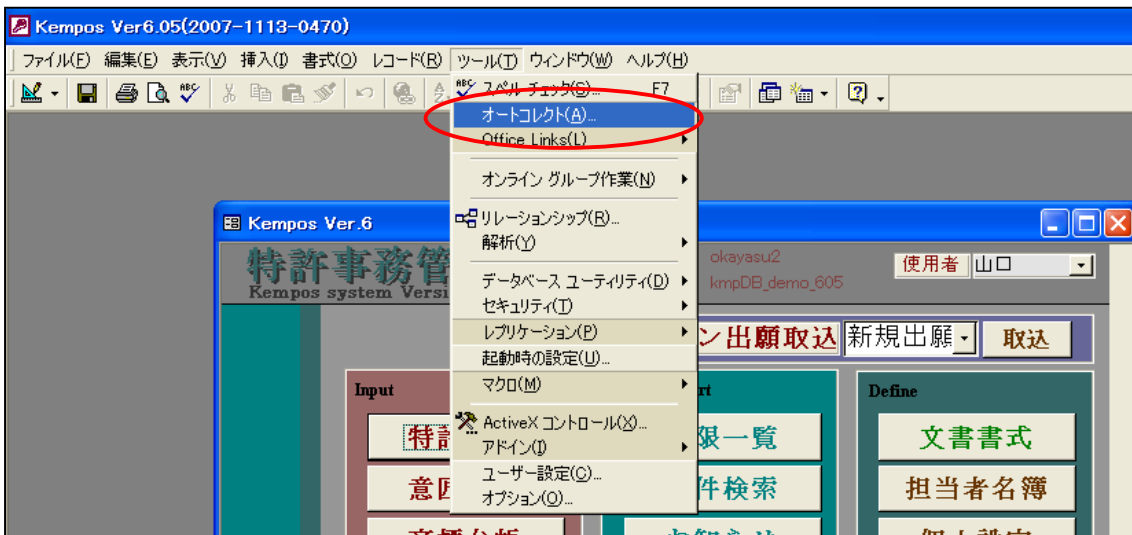 Kempos Ver6.05(2007-1113-0470)
ファイル(F) 編集(E) 表示(V) 挿入(I) 書式(O) レコード(R) ツール(T) ウィンドウ(W) ヘルプ(H)
スペル チェック(S)... F7
オートコレクト(A)...
Office Links(L)
オンライン グループ作業(N)
リレーションシップ(R)...
解析(Y)
データベース ユーティリティ(D)
セキュリティ(T)
レプリケーション(P)
起動時の設定(U)...
マクロ(M)
ActiveX コントロール(X)...
アドイン(I)
ユーザー設定(C)...
オプション(O)...
Kempos Ver.6
特許事務管
Kempos system Versi
okayasu2
kmpDB_demo_605
使用者 山口
ン出願取込 新規出願 取込
Input
Define
特許
限一覧
文書書式
意匠
件検索
担当者名簿
お知らせ
個人設定